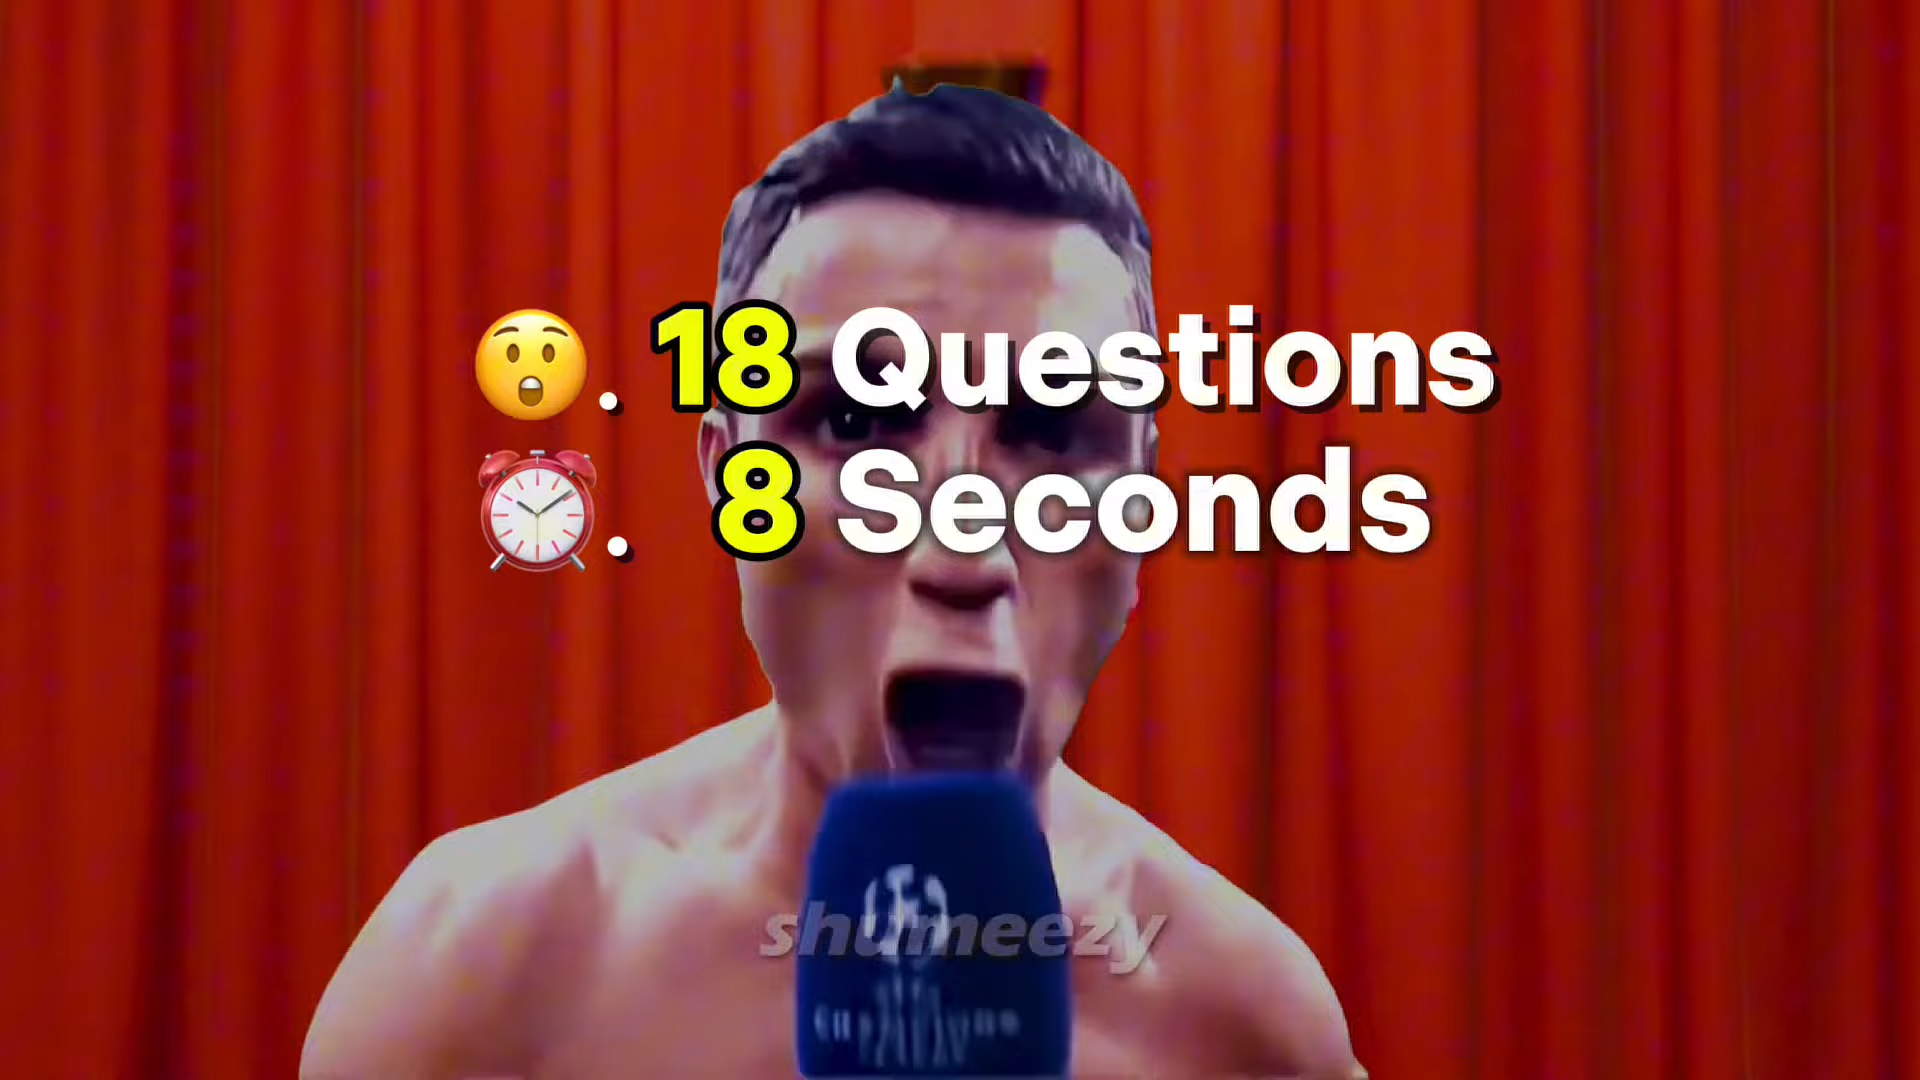 😲. 18 Questions
⏰. 8 Seconds
shumeezy